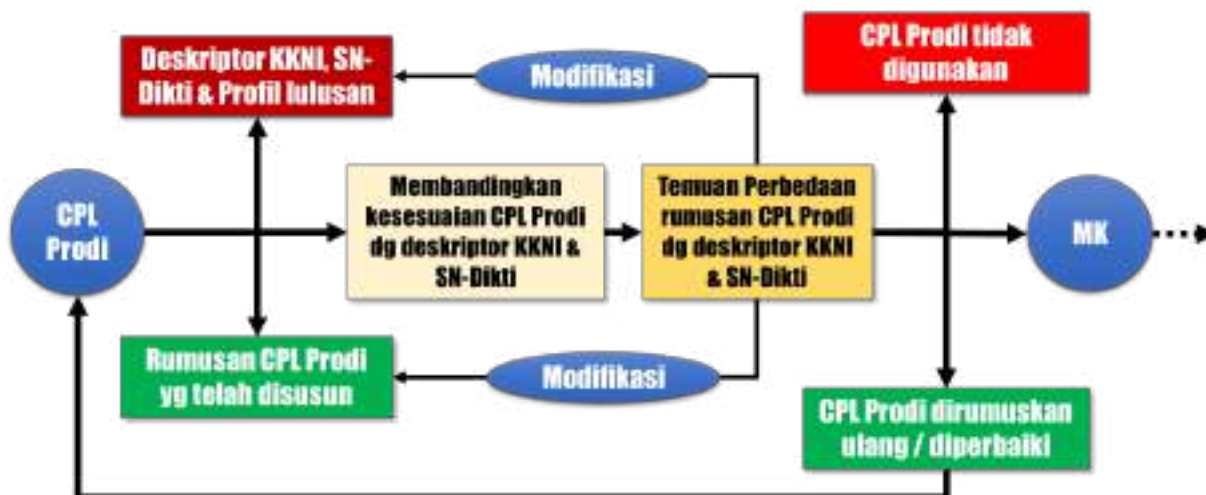 Deskriptor KKNI, SN-
Dikti & Profil lulusan
Modifikasi
CPL Prodi tidak
digunakan
CPL
Prodi
Membandingkan
kesesuaian CPL Prodi
dg deskriptor KKNI &
SN-Dikti
Temuan Perbedaan
rumusan CPL Prodi
dg deskriptor KKNI
& SN-Dikti
MK
Rumusan CPL Prodi
yg telah disusun
Modifikasi
CPL Prodi dirumuskan
ulang / diperbaiki